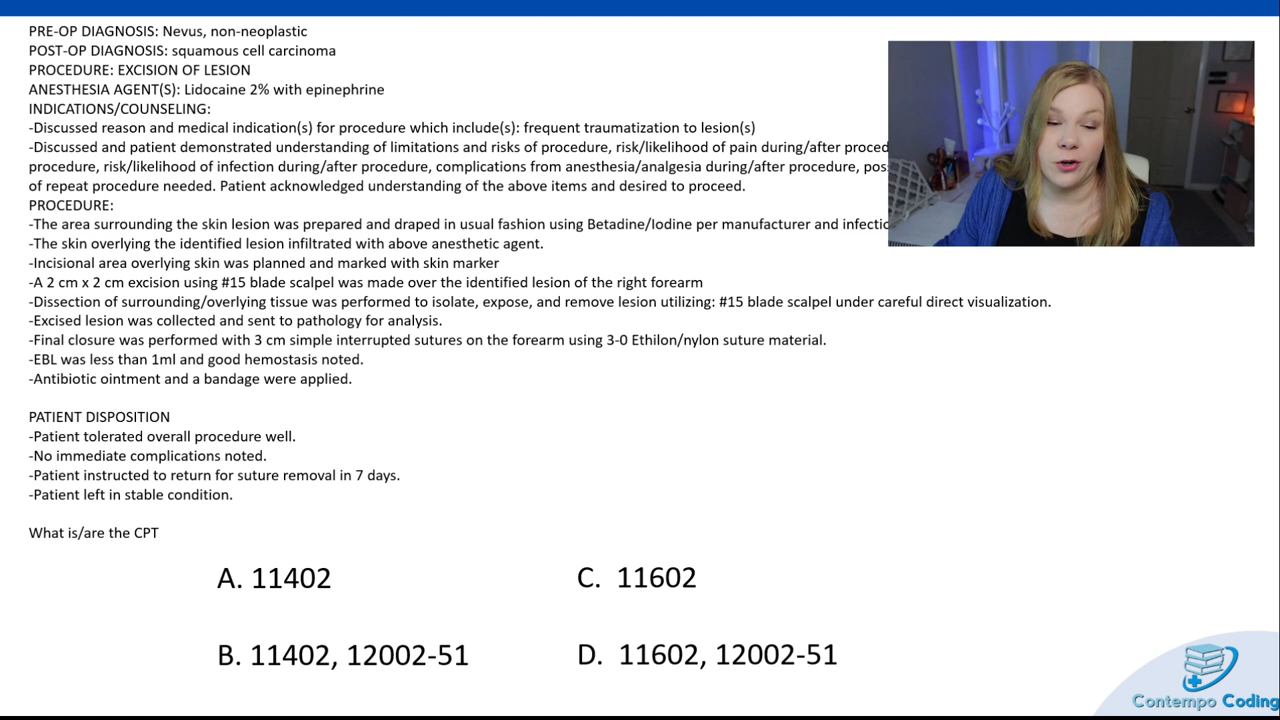 PRE-OP DIAGNOSIS: Nevus, non-neoplastic
POST-OP DIAGNOSIS: squamous cell carcinoma
PROCEDURE: EXCISION OF LESION
ANESTHESIA AGENT(S): Lidocaine 2% with epinephrine
INDICATIONS/COUNSELING:
-Discussed reason and medical indication(s) for procedure which include(s): frequent traumatization to lesion(s)
-Discussed and patient demonstrated understanding of limitations and risks of procedure, risk/likelihood of pain during/after proced
procedure, risk/likelihood of infection during/after procedure, complications from anesthesia/analgesia during/after procedure, pos
of repeat procedure needed. Patient acknowledged understanding of the above items and desired to proceed.
PROCEDURE:
-The area surrounding the skin lesion was prepared and draped in usual fashion using Betadine/Iodine per manufacturer and infectio
-The skin overlying the identified lesion infiltrated with above anesthetic agent.
-Incisional area overlying skin was planned and marked with skin marker
-A 2 cm x 2 cm excision using #15 blade scalpel was made over the identified lesion of the right forearm
-Dissection of surrounding/overlying tissue was performed to isolate, expose, and remove lesion utilizing: #15 blade scalpel under careful direct visualization.
-Excised lesion was collected and sent to pathology for analysis.
-Final closure was performed with 3 cm simple interrupted sutures on the forearm using 3-0 Ethilon/nylon suture material.
-EBL was less than 1ml and good hemostasis noted.
-Antibiotic ointment and a bandage were applied.
PATIENT DISPOSITION
-Patient tolerated overall procedure well.
-No immediate complications noted.
-Patient instructed to return for suture removal in 7 days.
-Patient left in stable condition.
What is/are the CPT
A. 11402
C. 11602
B. 11402, 12002-51
D. 11602, 12002-51
Contempo Coding